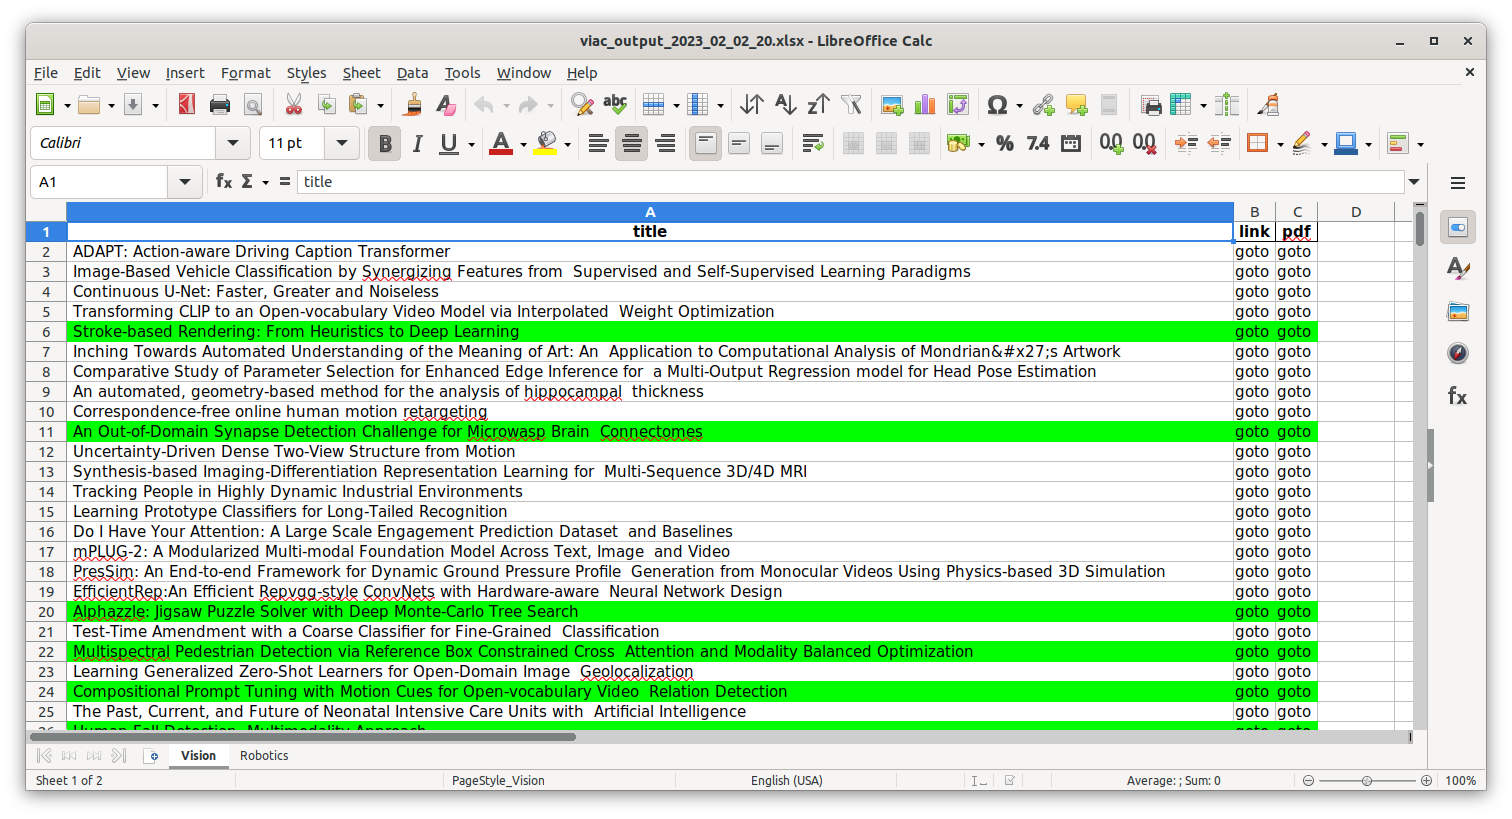 viac_output_2023_02_02_20.xlsx - LibreOffice Calc
File Edit View Insert Format Styles Sheet Data Tools Window Help
Calibri 11 pt
A1 title
A B C D
1 title link pdf
2 ADAPT: Action-aware Driving Caption Transformer goto goto
3 Image-Based Vehicle Classification by Synergizing Features from  Supervised and Self-Supervised Learning Paradigms goto goto
4 Continuous U-Net: Faster, Greater and Noiseless goto goto
5 Transforming CLIP to an Open-vocabulary Video Model via Interpolated  Weight Optimization goto goto
6 Stroke-based Rendering: From Heuristics to Deep Learning goto goto
7 Inching Towards Automated Understanding of the Meaning of Art: An  Application to Computational Analysis of Mondrian&#x27;s Artwork goto goto
8 Comparative Study of Parameter Selection for Enhanced Edge Inference for  a Multi-Output Regression model for Head Pose Estimation goto goto
9 An automated, geometry-based method for the analysis of hippocampal  thickness goto goto
10 Correspondence-free online human motion retargeting goto goto
11 An Out-of-Domain Synapse Detection Challenge for Microwasp Brain  Connectomes goto goto
12 Uncertainty-Driven Dense Two-View Structure from Motion goto goto
13 Synthesis-based Imaging-Differentiation Representation Learning for  Multi-Sequence 3D/4D MRI goto goto
14 Tracking People in Highly Dynamic Industrial Environments goto goto
15 Learning Prototype Classifiers for Long-Tailed Recognition goto goto
16 Do I Have Your Attention: A Large Scale Engagement Prediction Dataset  and Baselines goto goto
17 mPLUG-2: A Modularized Multi-modal Foundation Model Across Text, Image  and Video goto goto
18 PresSim: An End-to-end Framework for Dynamic Ground Pressure Profile  Generation from Monocular Videos Using Physics-based 3D Simulation goto goto
19 EfficientRep:An Efficient Repvgg-style ConvNets with Hardware-aware  Neural Network Design goto goto
20 Alphazzle: Jigsaw Puzzle Solver with Deep Monte-Carlo Tree Search goto goto
21 Test-Time Amendment with a Coarse Classifier for Fine-Grained  Classification goto goto
22 Multispectral Pedestrian Detection via Reference Box Constrained Cross  Attention and Modality Balanced Optimization goto goto
23 Learning Generalized Zero-Shot Learners for Open-Domain Image  Geolocalization goto goto
24 Compositional Prompt Tuning with Motion Cues for Open-vocabulary Video  Relation Detection goto goto
25 The Past, Current, and Future of Neonatal Intensive Care Units with  Artificial Intelligence goto goto
26 Human Fall Detection- Multimodality Approach goto goto
Vision Robotics
Sheet 1 of 2 PageStyle_Vision English (USA) Average: ; Sum: 0 100%